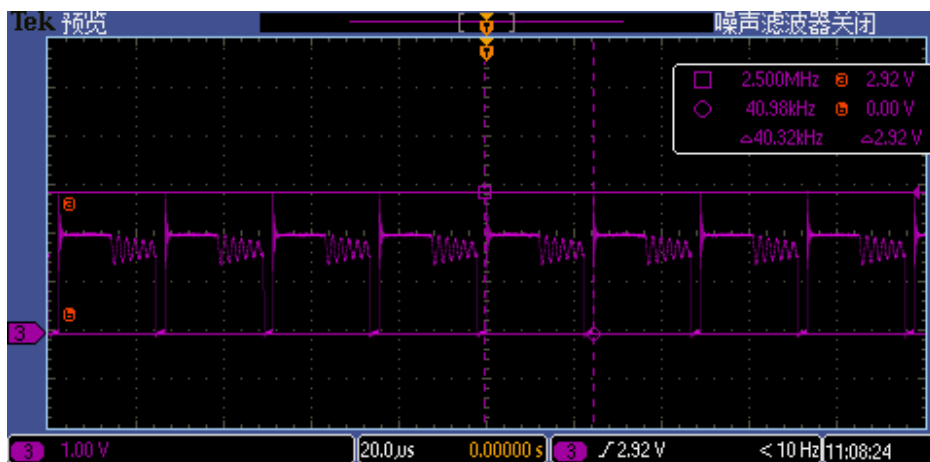 Tek 预览
噪声滤波器关闭
2.500MHz a 2.92 V
40.98kHz b 0.00 V
△40.32kHz △2.92 V
a
b
3
3 1.00 V 20.0µs 0.00000 s 3 2.92 V < 10 Hz 11:08:24